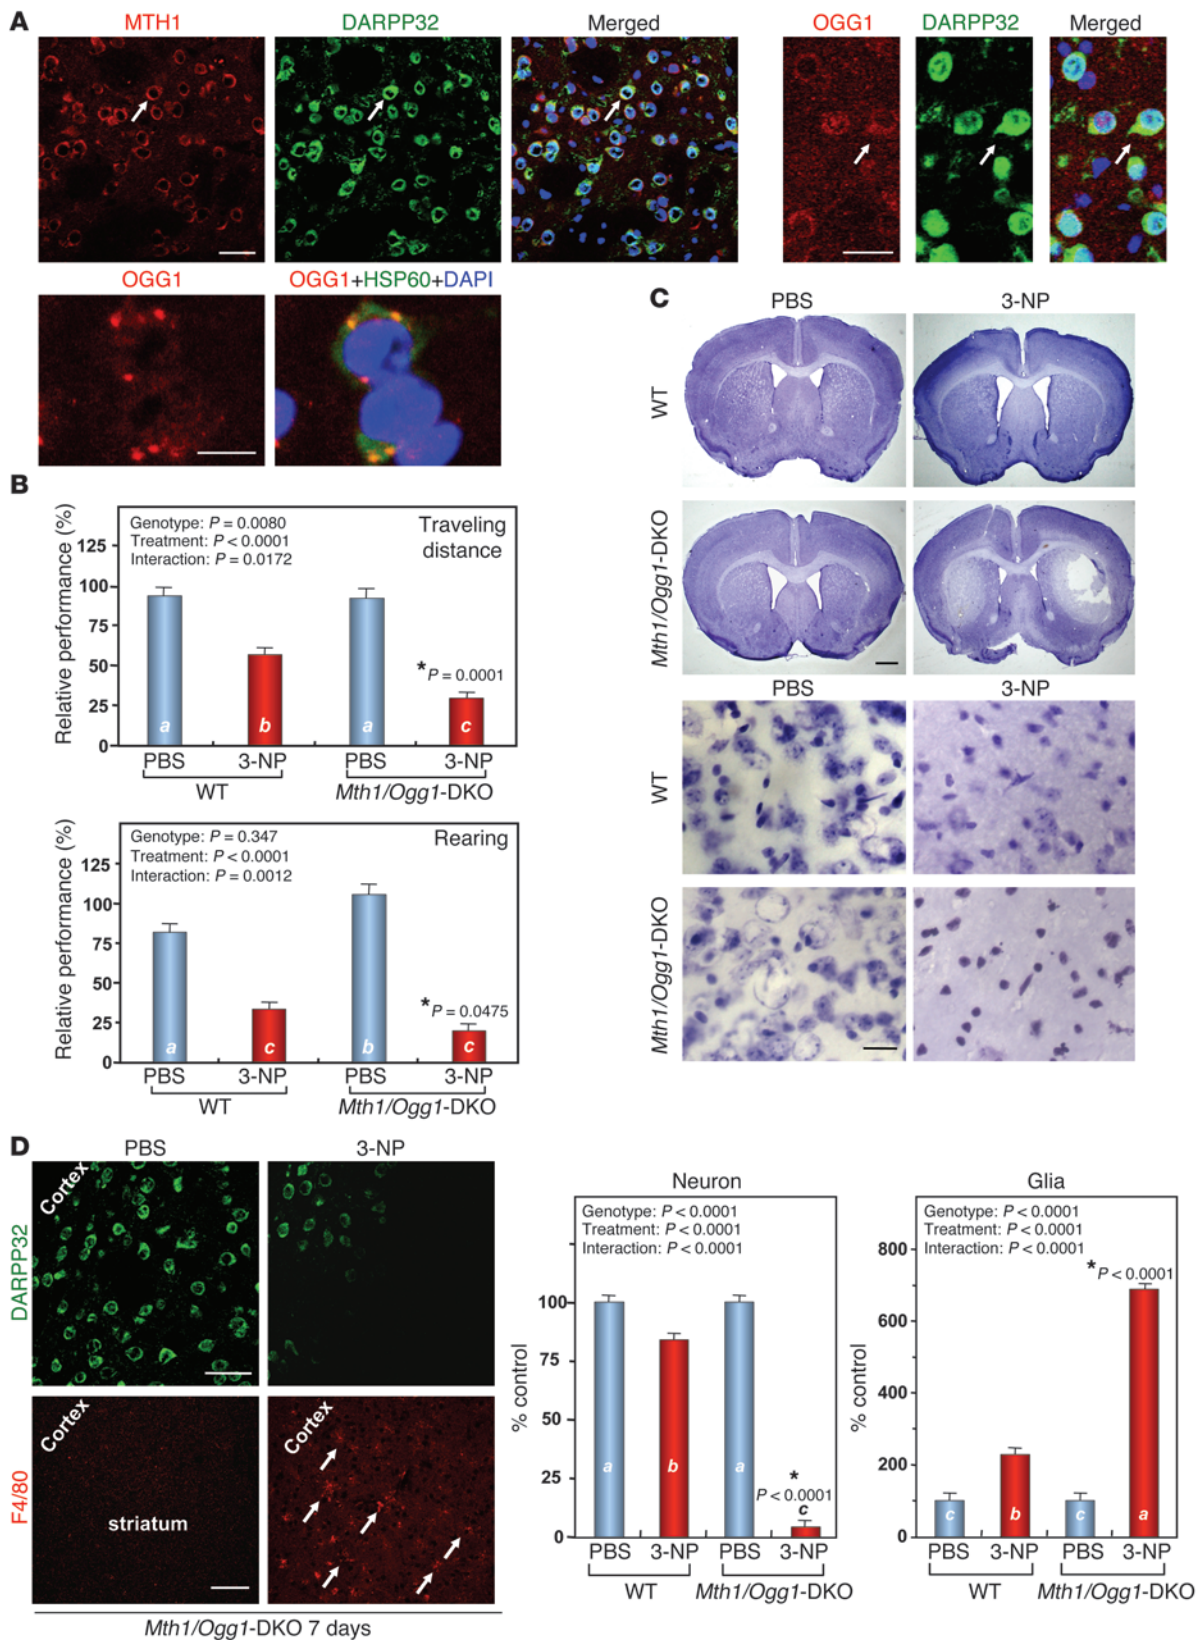 A
MTH1
DARPP32
Merged
OGG1
DARPP32
Merged
OGG1
OGG1+HSP60+DAPI
B
Relative performance (%)
Genotype: P = 0.0080
Treatment: P < 0.0001
Interaction: P = 0.0172
Traveling
distance
125
100
75
50
25
0
a
b
a
c
* P = 0.0001
PBS
3-NP
PBS
3-NP
WT
Mth1/Ogg1-DKO
Relative performance (%)
Genotype: P = 0.347
Treatment: P < 0.0001
Interaction: P = 0.0012
Rearing
125
100
75
50
25
0
a
c
b
c
* P = 0.0475
PBS
3-NP
PBS
3-NP
WT
Mth1/Ogg1-DKO
C
PBS
3-NP
WT
Mth1/Ogg1-DKO
PBS
3-NP
WT
Mth1/Ogg1-DKO
D
PBS
3-NP
DARPP32
Cortex
F4/80
Cortex
striatum
Cortex
Mth1/Ogg1-DKO 7 days
Neuron
% control
Genotype: P < 0.0001
Treatment: P < 0.0001
Interaction: P < 0.0001
100
75
50
25
0
a
b
a
*
P < 0.0001
c
PBS
3-NP
PBS
3-NP
WT
Mth1/Ogg1-DKO
Glia
% control
Genotype: P < 0.0001
Treatment: P < 0.0001
Interaction: P < 0.0001
* P < 0.0001
800
600
400
200
0
c
b
c
a
PBS
3-NP
PBS
3-NP
WT
Mth1/Ogg1-DKO